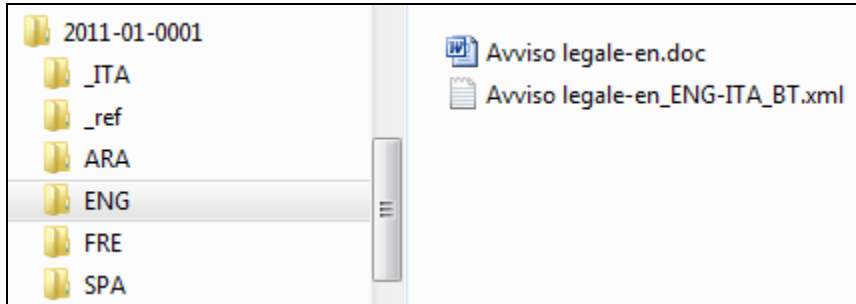 2011-01-0001
_ITA
_ref
ARA
ENG
FRE
SPA
Avviso legale-en.doc
Avviso legale-en_ENG-ITA_BT.xml